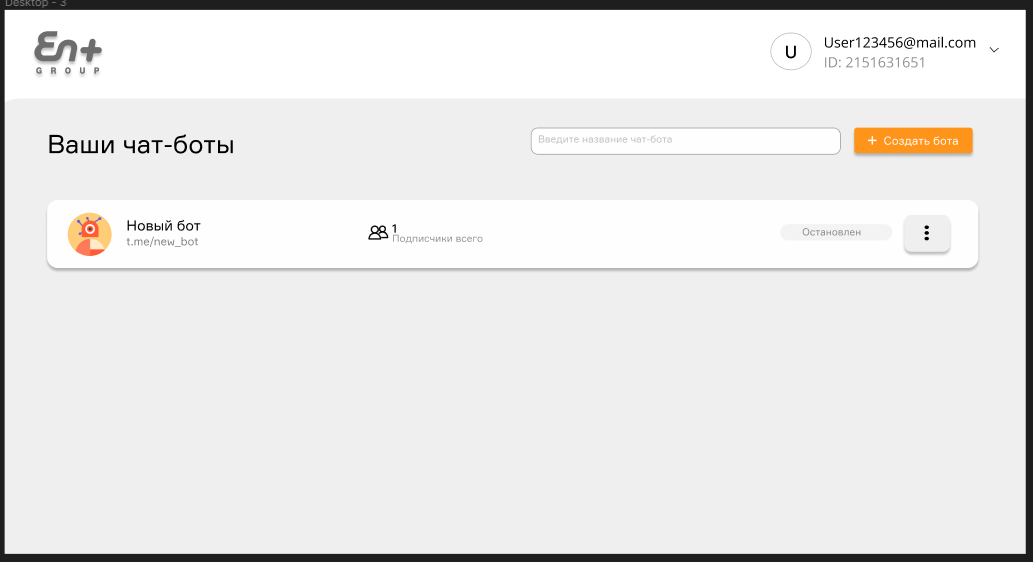 Desktop - 3
En+
GROUP
U
User123456@mail.com
ID: 2151631651
Ваши чат-боты
Введите название чат-бота
+ Создать бота
Новый бот
t.me/new_bot
1
Подписчики всего
Остановлен